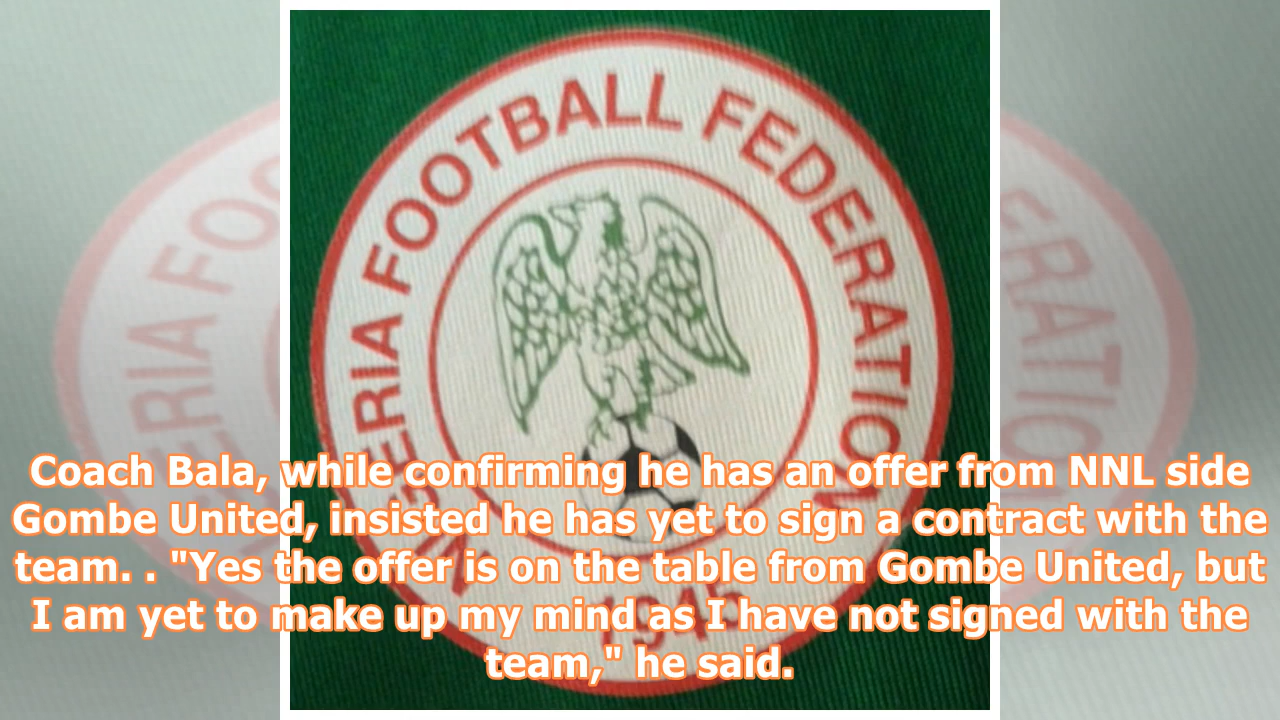 NIGERIA FOOTBALL FEDERATION
1945
Coach Bala, while confirming he has an offer from NNL side
Gombe United, insisted he has yet to sign a contract with the
team. . "Yes the offer is on the table from Gombe United, but
I am yet to make up my mind as I have not signed with the
team," he said.